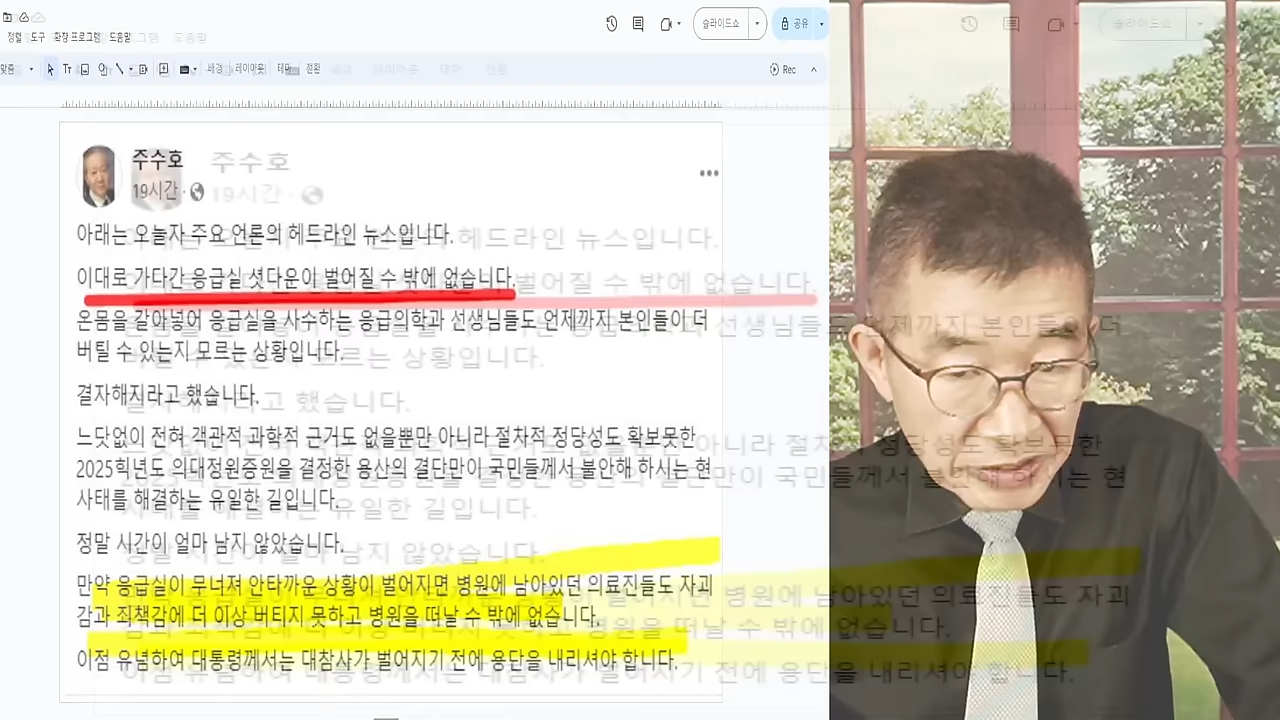 정렬 도구 확장 프로그램 도움말
슬라이드쇼
공유
맞춤
배경 레이아웃 테마 전환
Rec
주수호
19시간
아래는 오늘자 주요 언론의 헤드라인 뉴스입니다.
이대로 가타간 응급실 셧다운이 벌어질 수 밖에 없습니다.
온몸을 갈아넣어 응급실을 사수하는 응급의학과 선생님들도 언제까지 본인들이 더
버틸 수 있는지 모르는 상황입니다.
결자해지라고 했습니다.
느닷없이 전혀 객관적 과학적 근거도 없을뿐만 아니라 절차적 정당성도 확보못한
2025학년도 의대정원증원을 결정한 용산의 결단만이 국민들께서 불안해 하시는 현
사태를 해결하는 유일한 길입니다.
정말 시간이 얼마 남지 않았습니다.
만약 응급실이 무너져 안타까운 상황이 벌어지면 병원에 남아있던 의료진들도 자괴
감과 죄책감에 더 이상 버티지 못하고 병원을 떠날 수 밖에 없습니다.
이점 유념하여 대통령께서는 대참사가 벌어지기 전에 용단을 내리셔야 합니다.